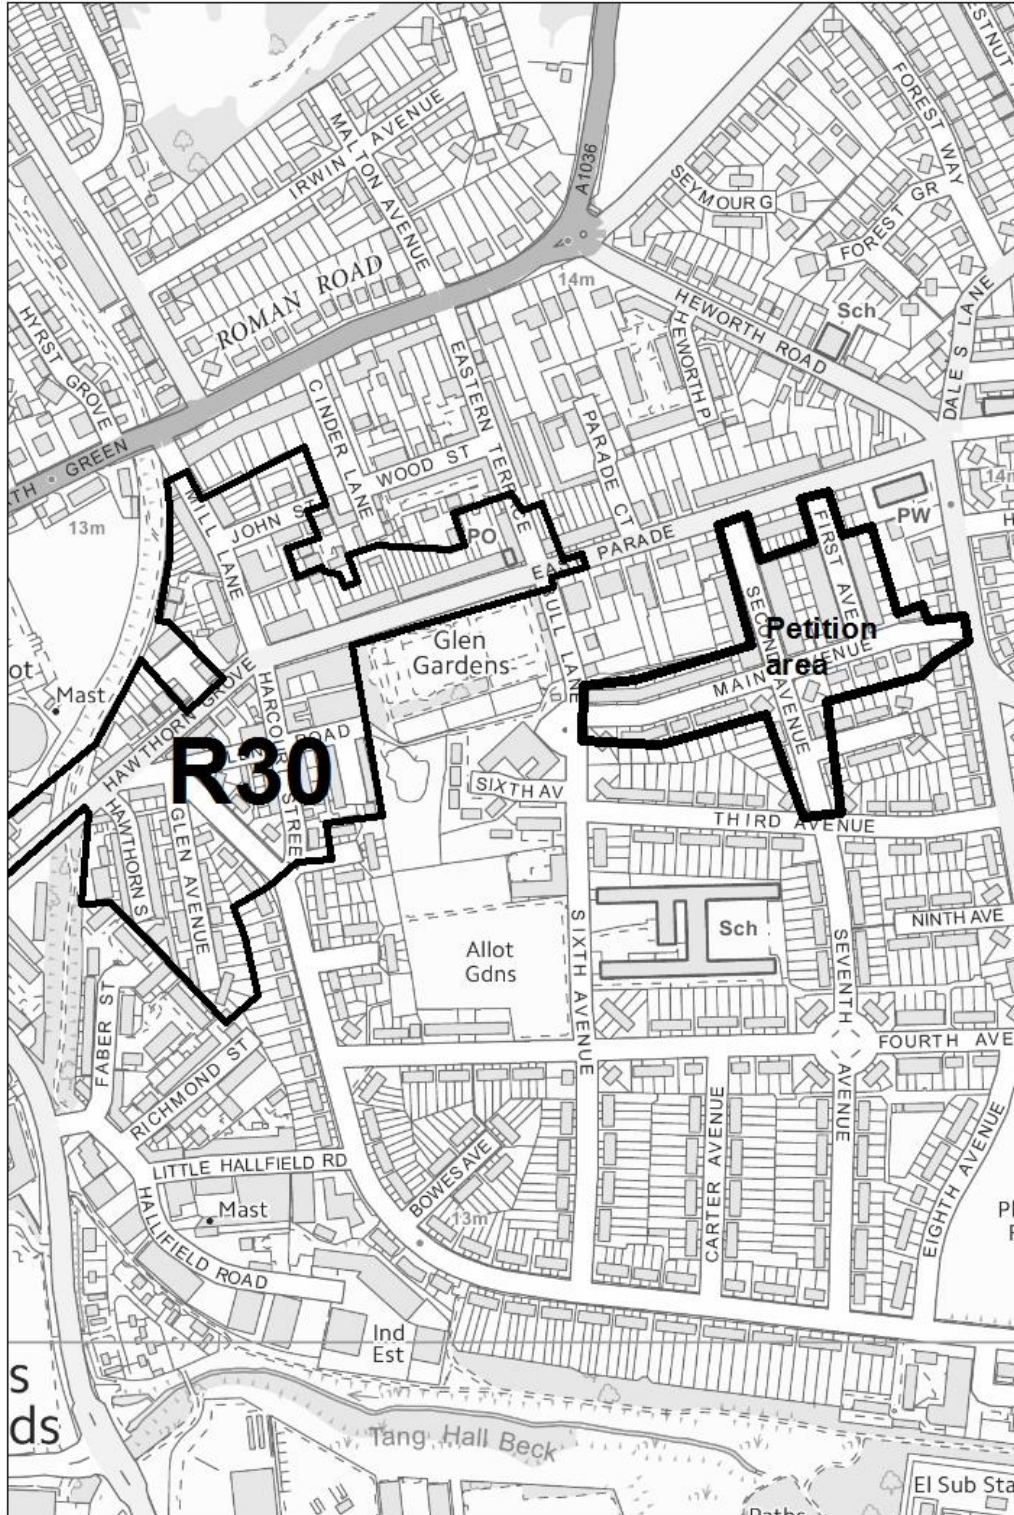 FOREST WAY
MALTON AVENUE
IRWIN AVENUE
A1036
SEYMOUR G
FOREST GR
ROMAN ROAD
14m
HEWORTH ROAD
Sch
DALE S LANE
HYRST GROVE
EASTERN TERRACE
HEWORTH P
CINDER LANE
PARADE CT
TH GREEN
WOOD ST
13m
MILL LANE
JOHN ST
PO
PARADE
PW
14m
FIRST AVENUE
SECOND AVENUE
Petition
area
MAIN AVENUE
BULL LANE
Glen
Gardens
ot
Mast
HAWTHORN GROVE
HARCOURT STREET
R30
SIXTH AV
THIRD AVENUE
HAWTHORN S
GLEN AVENUE
NINTH AVE
Sch
Allot
Gdns
SIXTH AVENUE
SEVENTH AVENUE
FOURTH AVE
FABER ST
RICHMOND ST
CARTER AVENUE
EIGHTH AVENUE
BOWES AVE
LITTLE HALLFIELD RD
Mast
13m
HALLFIELD ROAD
Ind
Est
s
ds
Tang Hall Beck
El Sub Sta